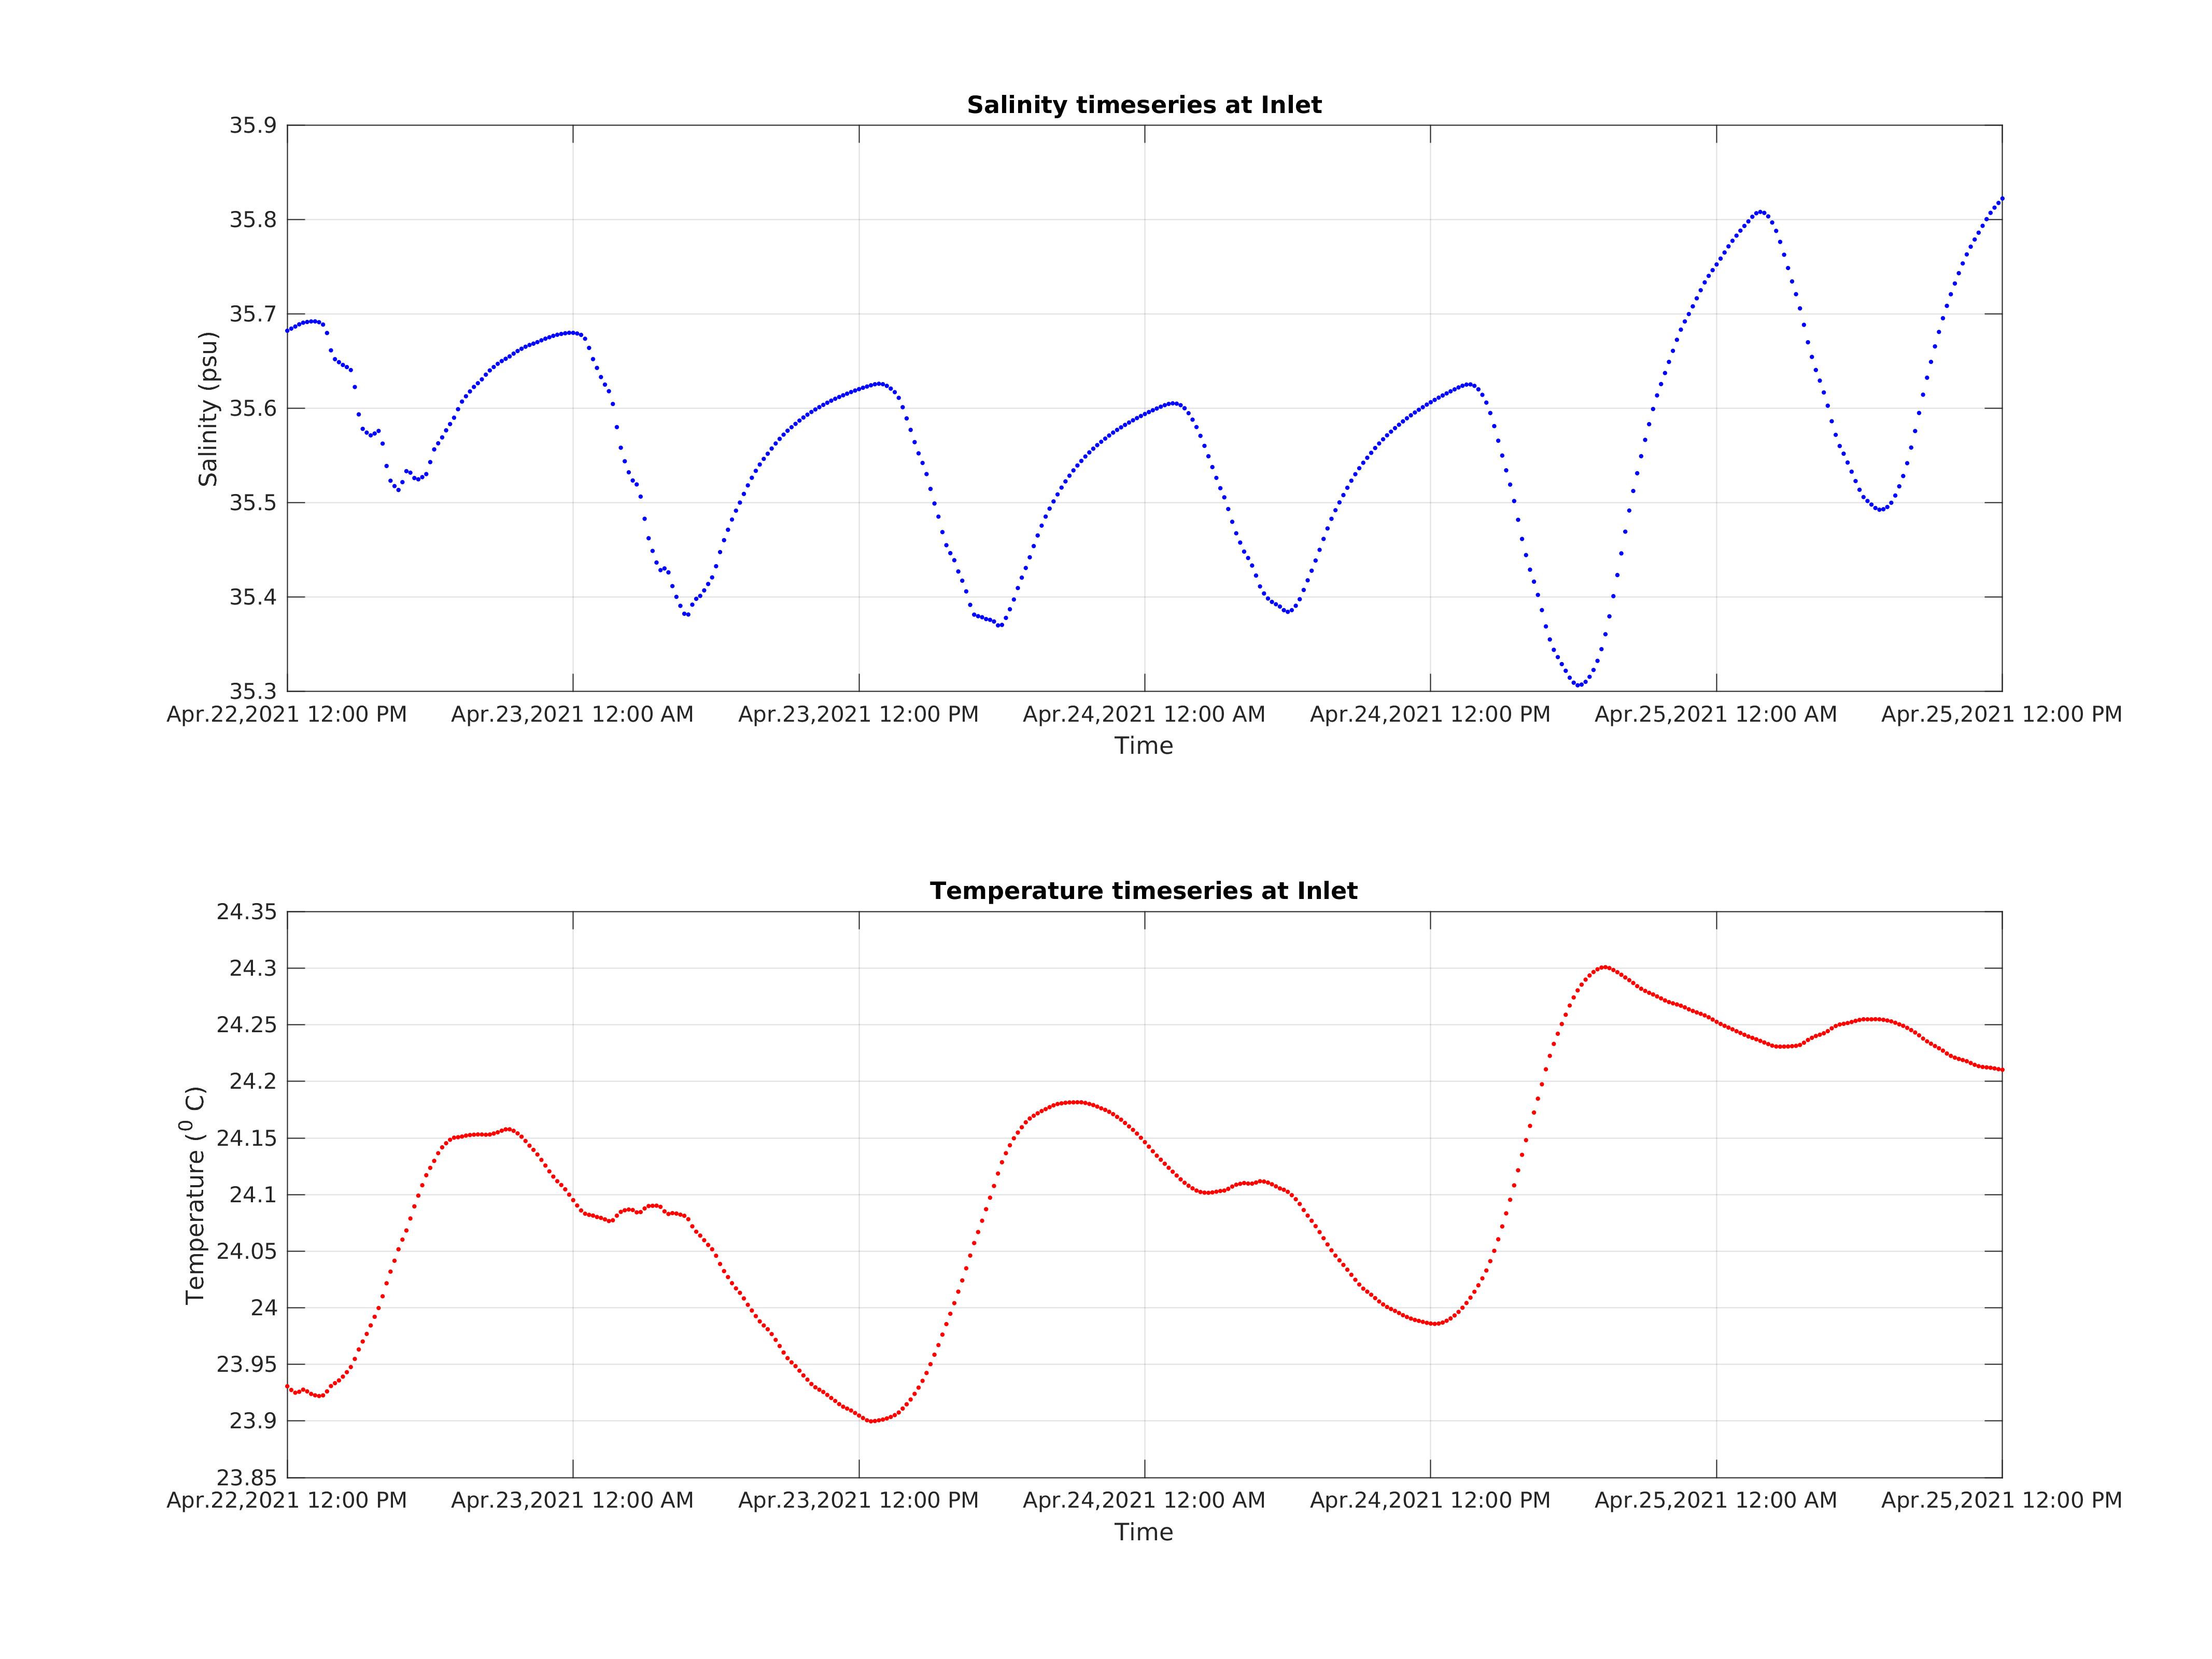 Salinity timeseries at Inlet
35.9
35.8
35.7
35.6
35.5
35.4
35.3
Salinity (psu)
Apr.22,2021 12:00 PM Apr.23,2021 12:00 AM Apr.23,2021 12:00 PM Apr.24,2021 12:00 AM Apr.24,2021 12:00 PM Apr.25,2021 12:00 AM Apr.25,2021 12:00 PM
Time
Temperature timeseries at Inlet
24.35
24.3
24.25
24.2
24.15
24.1
24.05
24
23.95
23.9
23.85
Temperature (⁰ C)
Apr.22,2021 12:00 PM Apr.23,2021 12:00 AM Apr.23,2021 12:00 PM Apr.24,2021 12:00 AM Apr.24,2021 12:00 PM Apr.25,2021 12:00 AM Apr.25,2021 12:00 PM
Time